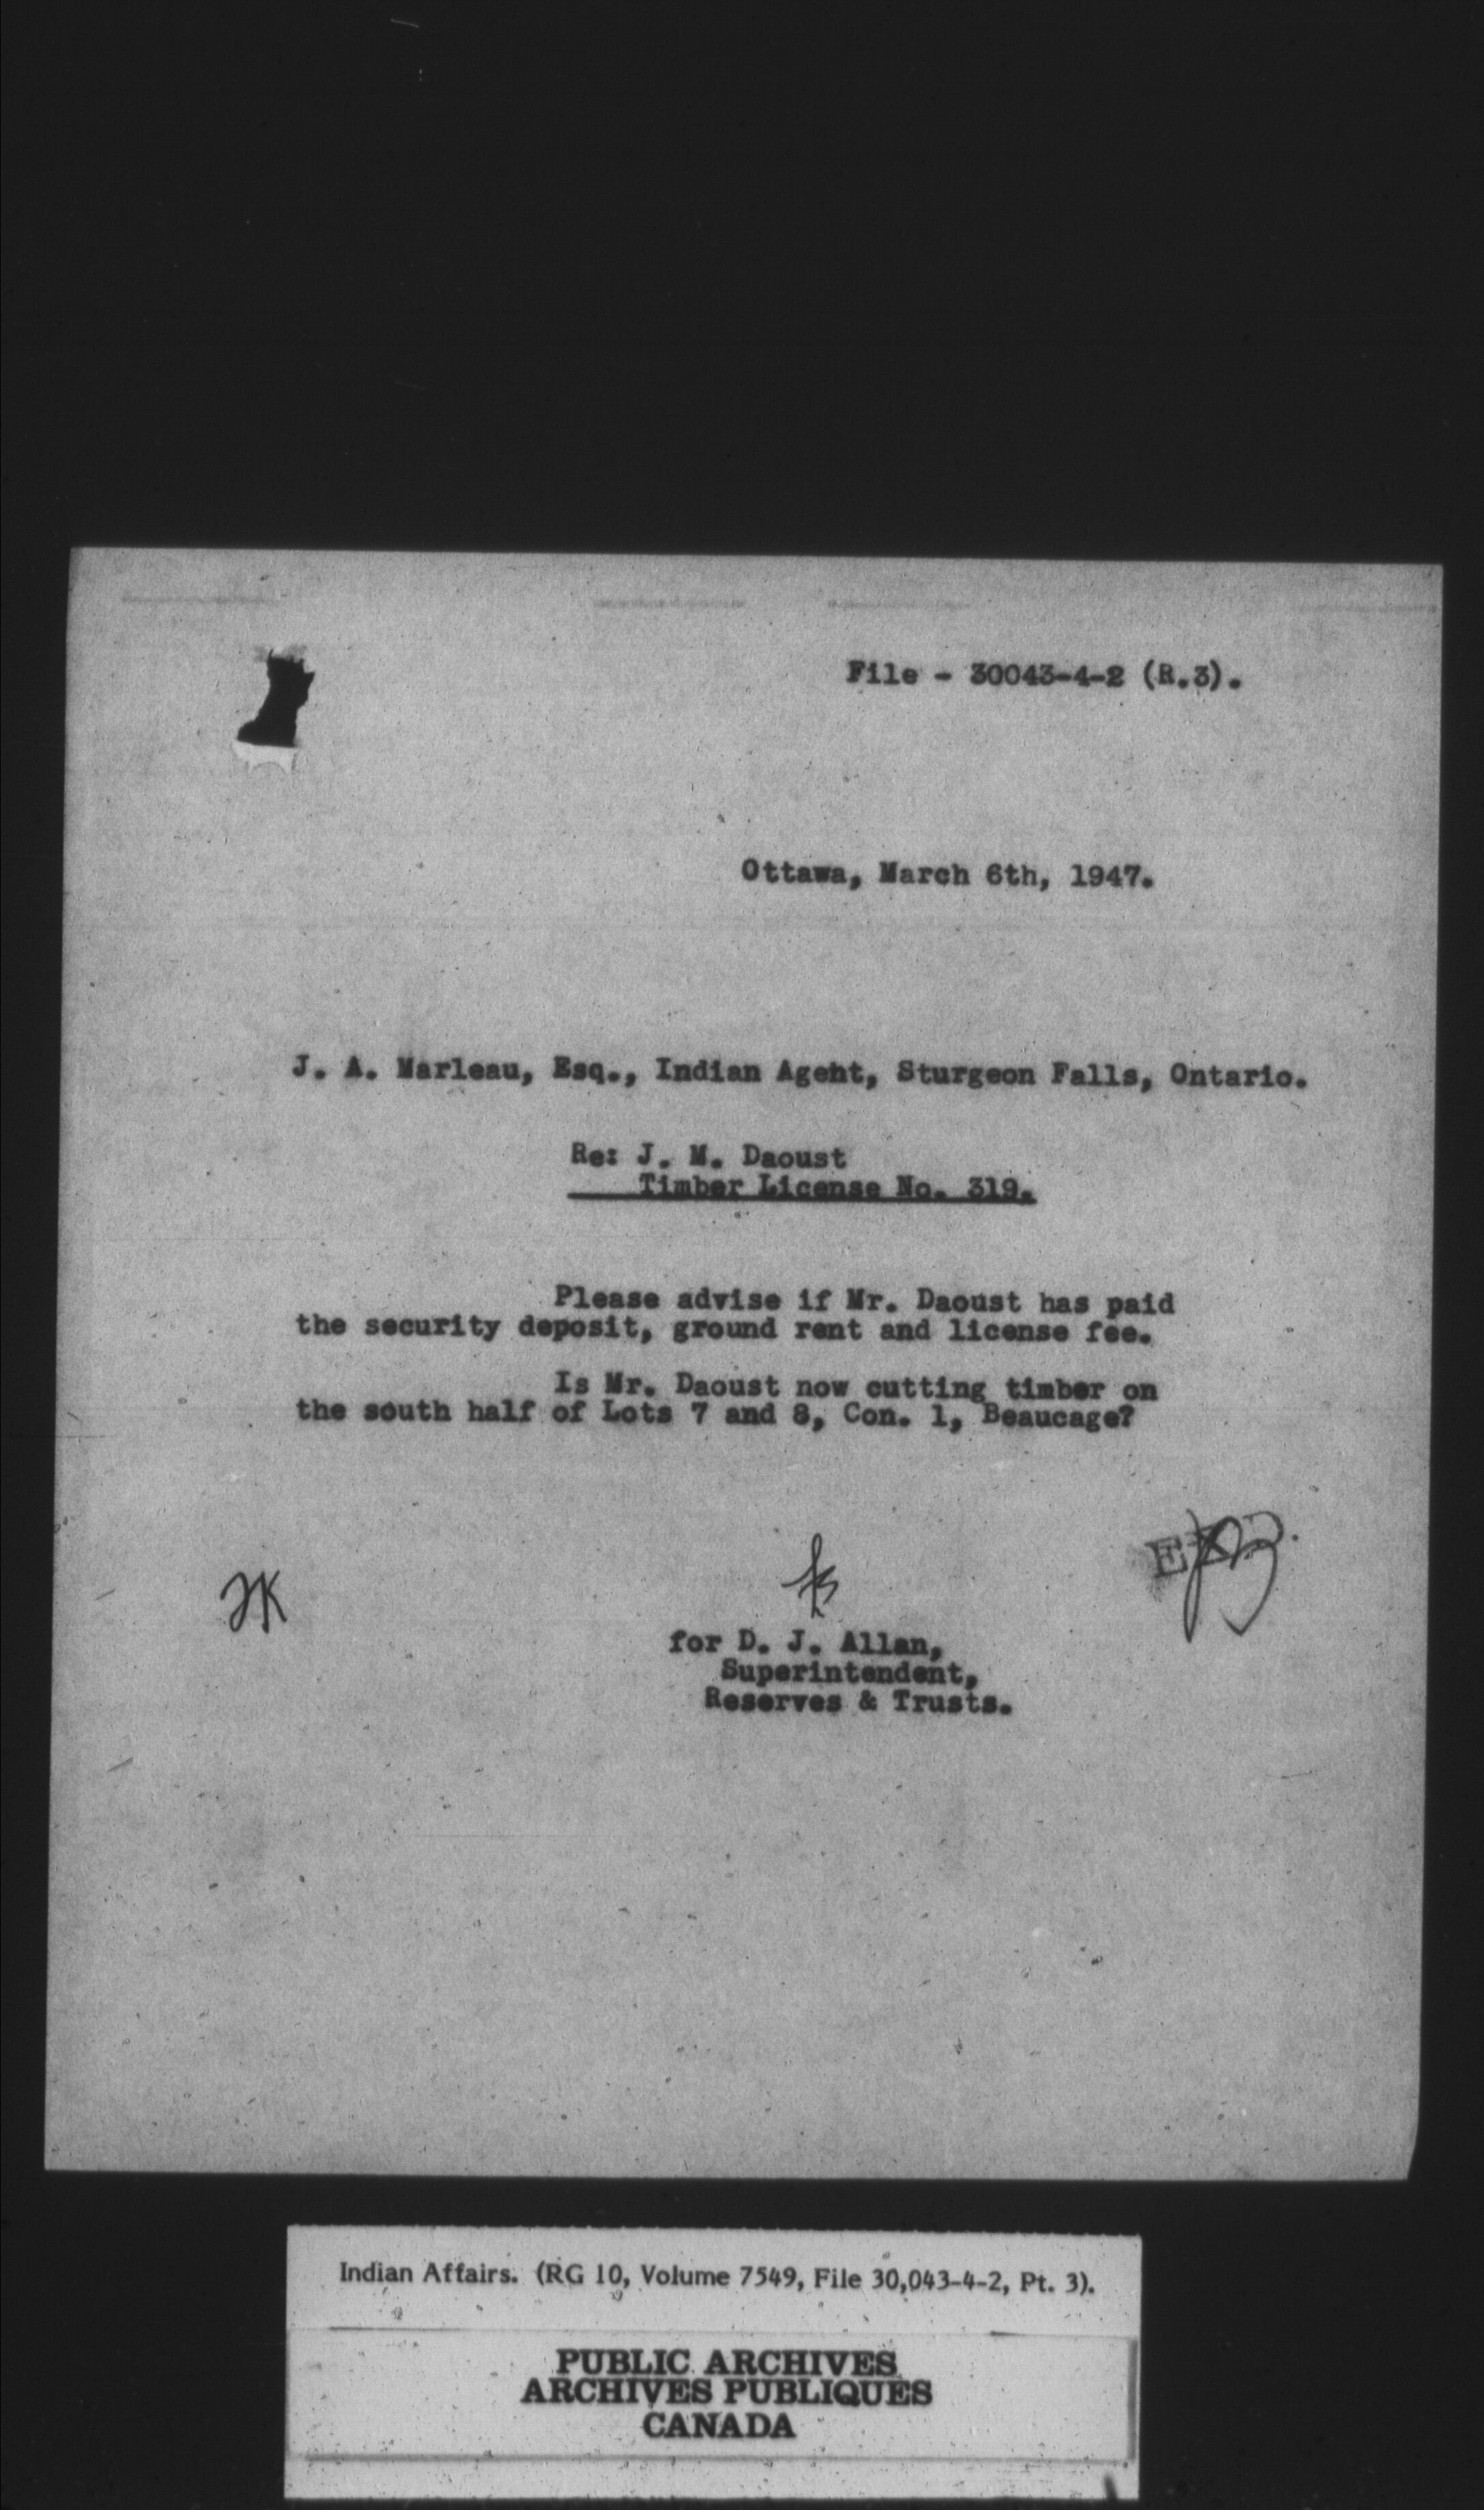 File - 30043-4-2 (R.3).
Ottawa, March 6th, 1947.
J. A. Marleau, Esq., Indian Agent, Sturgeon Falls, Ontario.
Re: J. M. Daoust
Timber License No. 319.
Please advise if Mr. Daoust has paid
the security deposit, ground rent and license fee.
Is Mr. Daoust now cutting timber on
the south half of Lots 7 and 8, Con. 1, Beaucage?
for D. J. Allan,
Superintendent,
Reserves & Trusts.
Indian Affairs. (RG 10, Volume 7549, File 30,043-4-2, Pt. 3).
PUBLIC ARCHIVES
ARCHIVES PUBLIQUES
CANADA